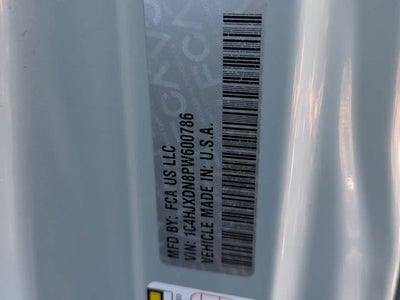 MFD BY: FCA US LLC
VIN: 1C4HJXDN8PW600786
VEHICLE MADE IN: U.S.A.